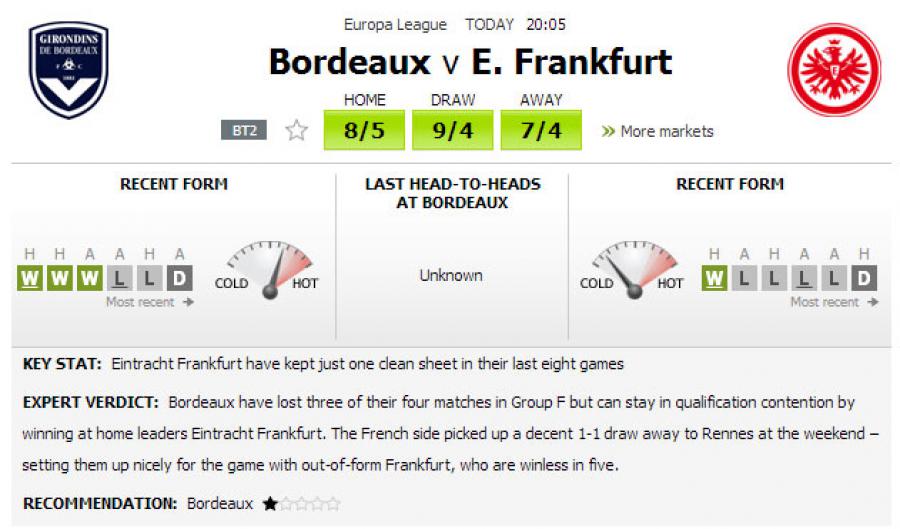 Europa League TODAY 20:05
GIRONDINS
DE BORDEAUX
F C
1881
Bordeaux v E. Frankfurt
HOME DRAW AWAY
BT2 8/5 9/4 7/4 » More markets
RECENT FORM
LAST HEAD-TO-HEADS
AT BORDEAUX
RECENT FORM
H H A A H A
W W W L L D
COLD HOT
Most recent
Unknown
COLD HOT
H A H A A H
W L L L L D
Most recent
KEY STAT: Eintracht Frankfurt have kept just one clean sheet in their last eight games
EXPERT VERDICT: Bordeaux have lost three of their four matches in Group F but can stay in qualification contention by
winning at home leaders Eintracht Frankfurt. The French side picked up a decent 1-1 draw away to Rennes at the weekend –
setting them up nicely for the game with out-of-form Frankfurt, who are winless in five.
RECOMMENDATION: Bordeaux